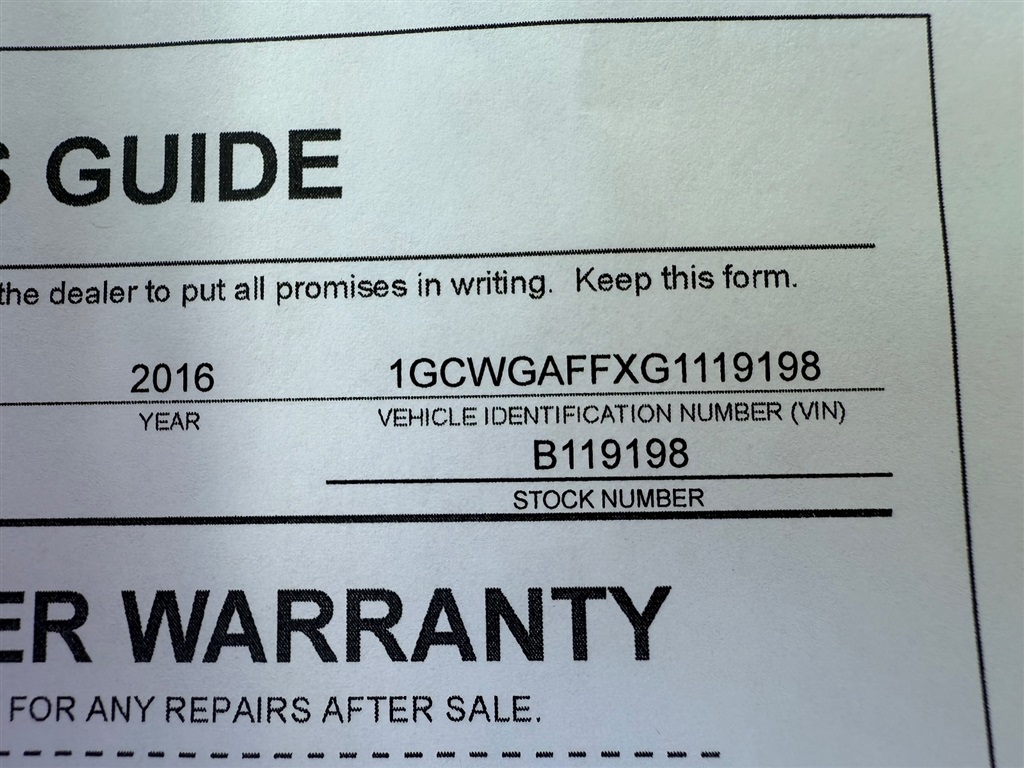 S GUIDE
the dealer to put all promises in writing. Keep this form.
2016 1GCWGAFFXG1119198
YEAR VEHICLE IDENTIFICATION NUMBER (VIN)
B119198
STOCK NUMBER
ER WARRANTY
FOR ANY REPAIRS AFTER SALE.